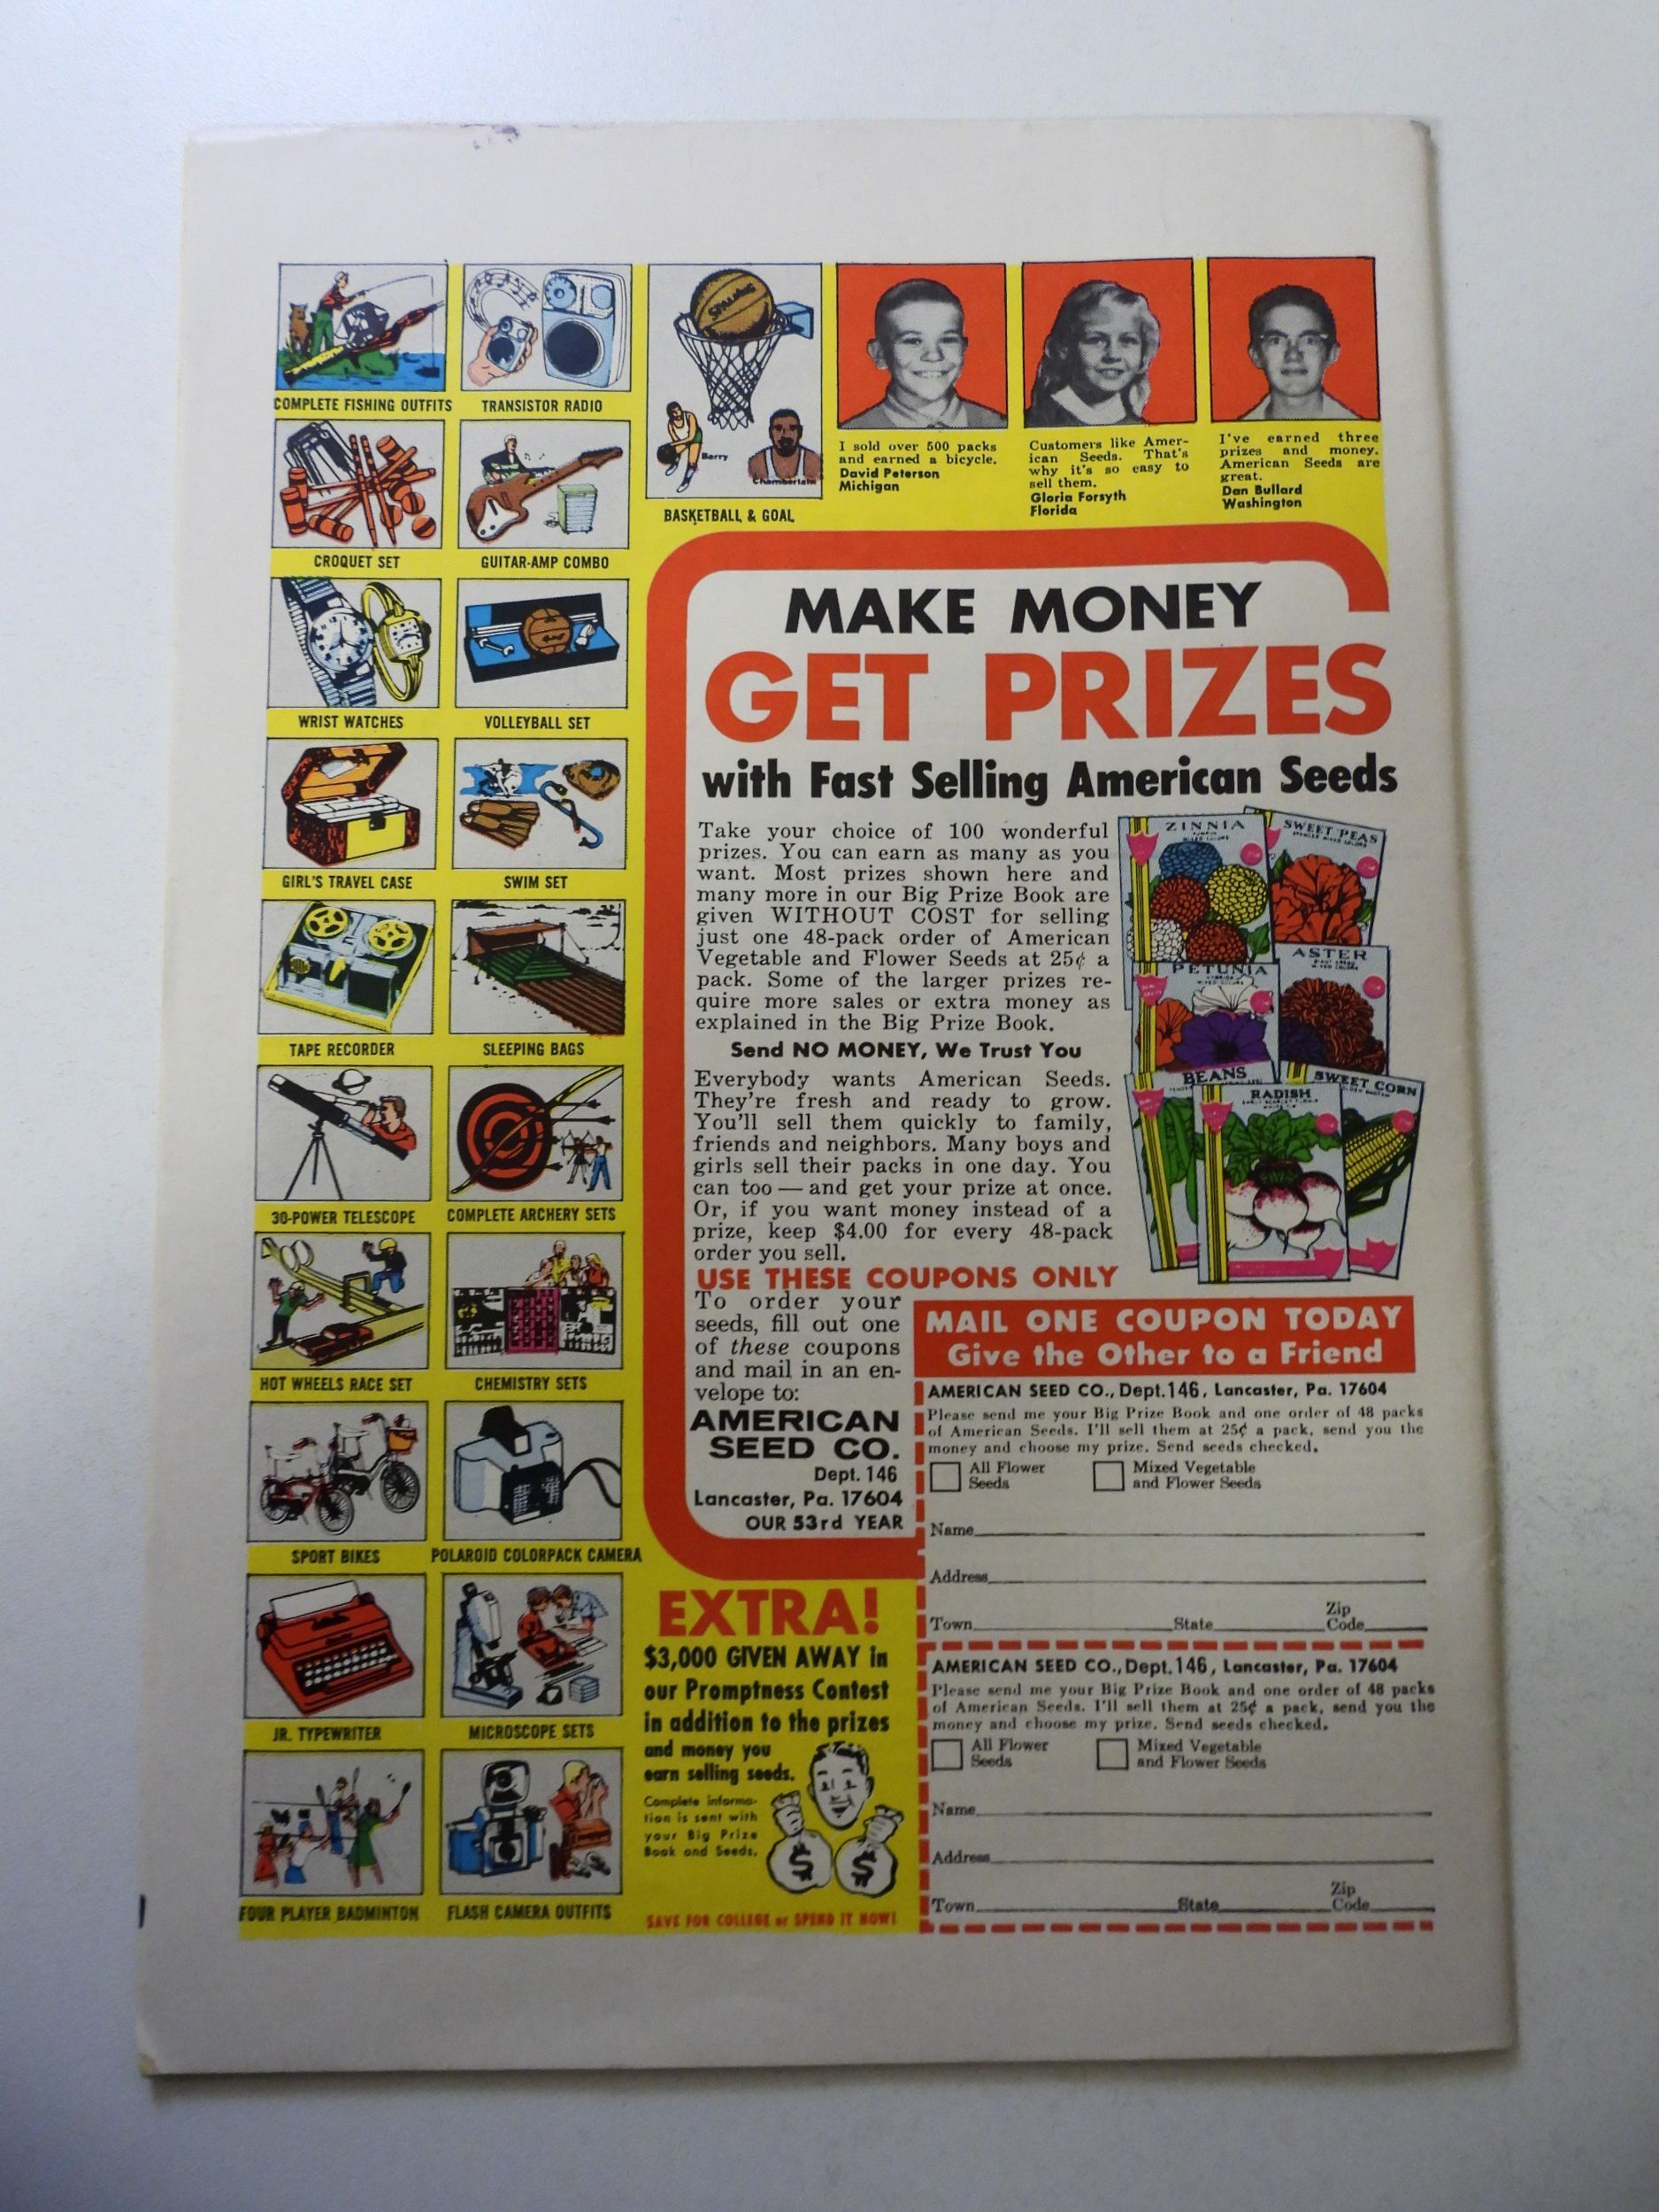 COMPLETE FISHING OUTFITS
TRANSISTOR RADIO
SPALDING
Barry
Chamberlain
BASKETBALL & GOAL
I sold over 500 packs
and earned a bicycle.
David Peterson
Michigan
Customers like Amer-
ican Seeds. That's
why it's so easy to
sell them.
Gloria Forsyth
Florida
I've earned three
prizes and money.
American Seeds are
great.
Dan Bullard
Washington
CROQUET SET
GUITAR-AMP COMBO
WRIST WATCHES
VOLLEYBALL SET
GIRL'S TRAVEL CASE
SWIM SET
TAPE RECORDER
SLEEPING BAGS
30-POWER TELESCOPE
COMPLETE ARCHERY SETS
HOT WHEELS RACE SET
CHEMISTRY SETS
SPORT BIKES
POLAROID COLORPACK CAMERA
JR. TYPEWRITER
MICROSCOPE SETS
FOUR PLAYER BADMINTON
FLASH CAMERA OUTFITS
MAKE MONEY
GET PRIZES
with Fast Selling American Seeds
Take your choice of 100 wonderful
prizes. You can earn as many as you
want. Most prizes shown here and
many more in our Big Prize Book are
given WITHOUT COST for selling
just one 48-pack order of American
Vegetable and Flower Seeds at 25¢ a
pack. Some of the larger prizes re-
quire more sales or extra money as
explained in the Big Prize Book.
Send NO MONEY, We Trust You
Everybody wants American Seeds.
They're fresh and ready to grow.
You'll sell them quickly to family,
friends and neighbors. Many boys and
girls sell their packs in one day. You
can too — and get your prize at once.
Or, if you want money instead of a
prize, keep $4.00 for every 48-pack
order you sell.
ZINNIA
MIXED COLORS
SWEET PEAS
SPENCER MIXED COLORS
PETUNIA
MIXED COLORS
ASTER
MIXED COLORS
BEANS
RADISH
SWEET CORN
USE THESE COUPONS ONLY
To order your
seeds, fill out one
of these coupons
and mail in an en-
velope to:
AMERICAN
SEED CO.
Dept. 146
Lancaster, Pa. 17604
OUR 53rd YEAR
MAIL ONE COUPON TODAY
Give the Other to a Friend
AMERICAN SEED CO., Dept. 146, Lancaster, Pa. 17604
Please send me your Big Prize Book and one order of 48 packs
of American Seeds. I'll sell them at 25¢ a pack, send you the
money and choose my prize. Send seeds checked.
All Flower Seeds
Mixed Vegetable and Flower Seeds
Name
Address
Town State Zip Code
AMERICAN SEED CO., Dept. 146, Lancaster, Pa. 17604
Please send me your Big Prize Book and one order of 48 packs
of American Seeds. I'll sell them at 25¢ a pack, send you the
money and choose my prize. Send seeds checked.
All Flower Seeds
Mixed Vegetable and Flower Seeds
Name
Address
Town State Zip Code
EXTRA!
$3,000 GIVEN AWAY in
our Promptness Contest
in addition to the prizes
and money you
earn selling seeds.
Complete informa-
tion is sent with
your Big Prize
Book and Seeds.
$ $
SAVE FOR COLLEGE or SPEND IT NOW!